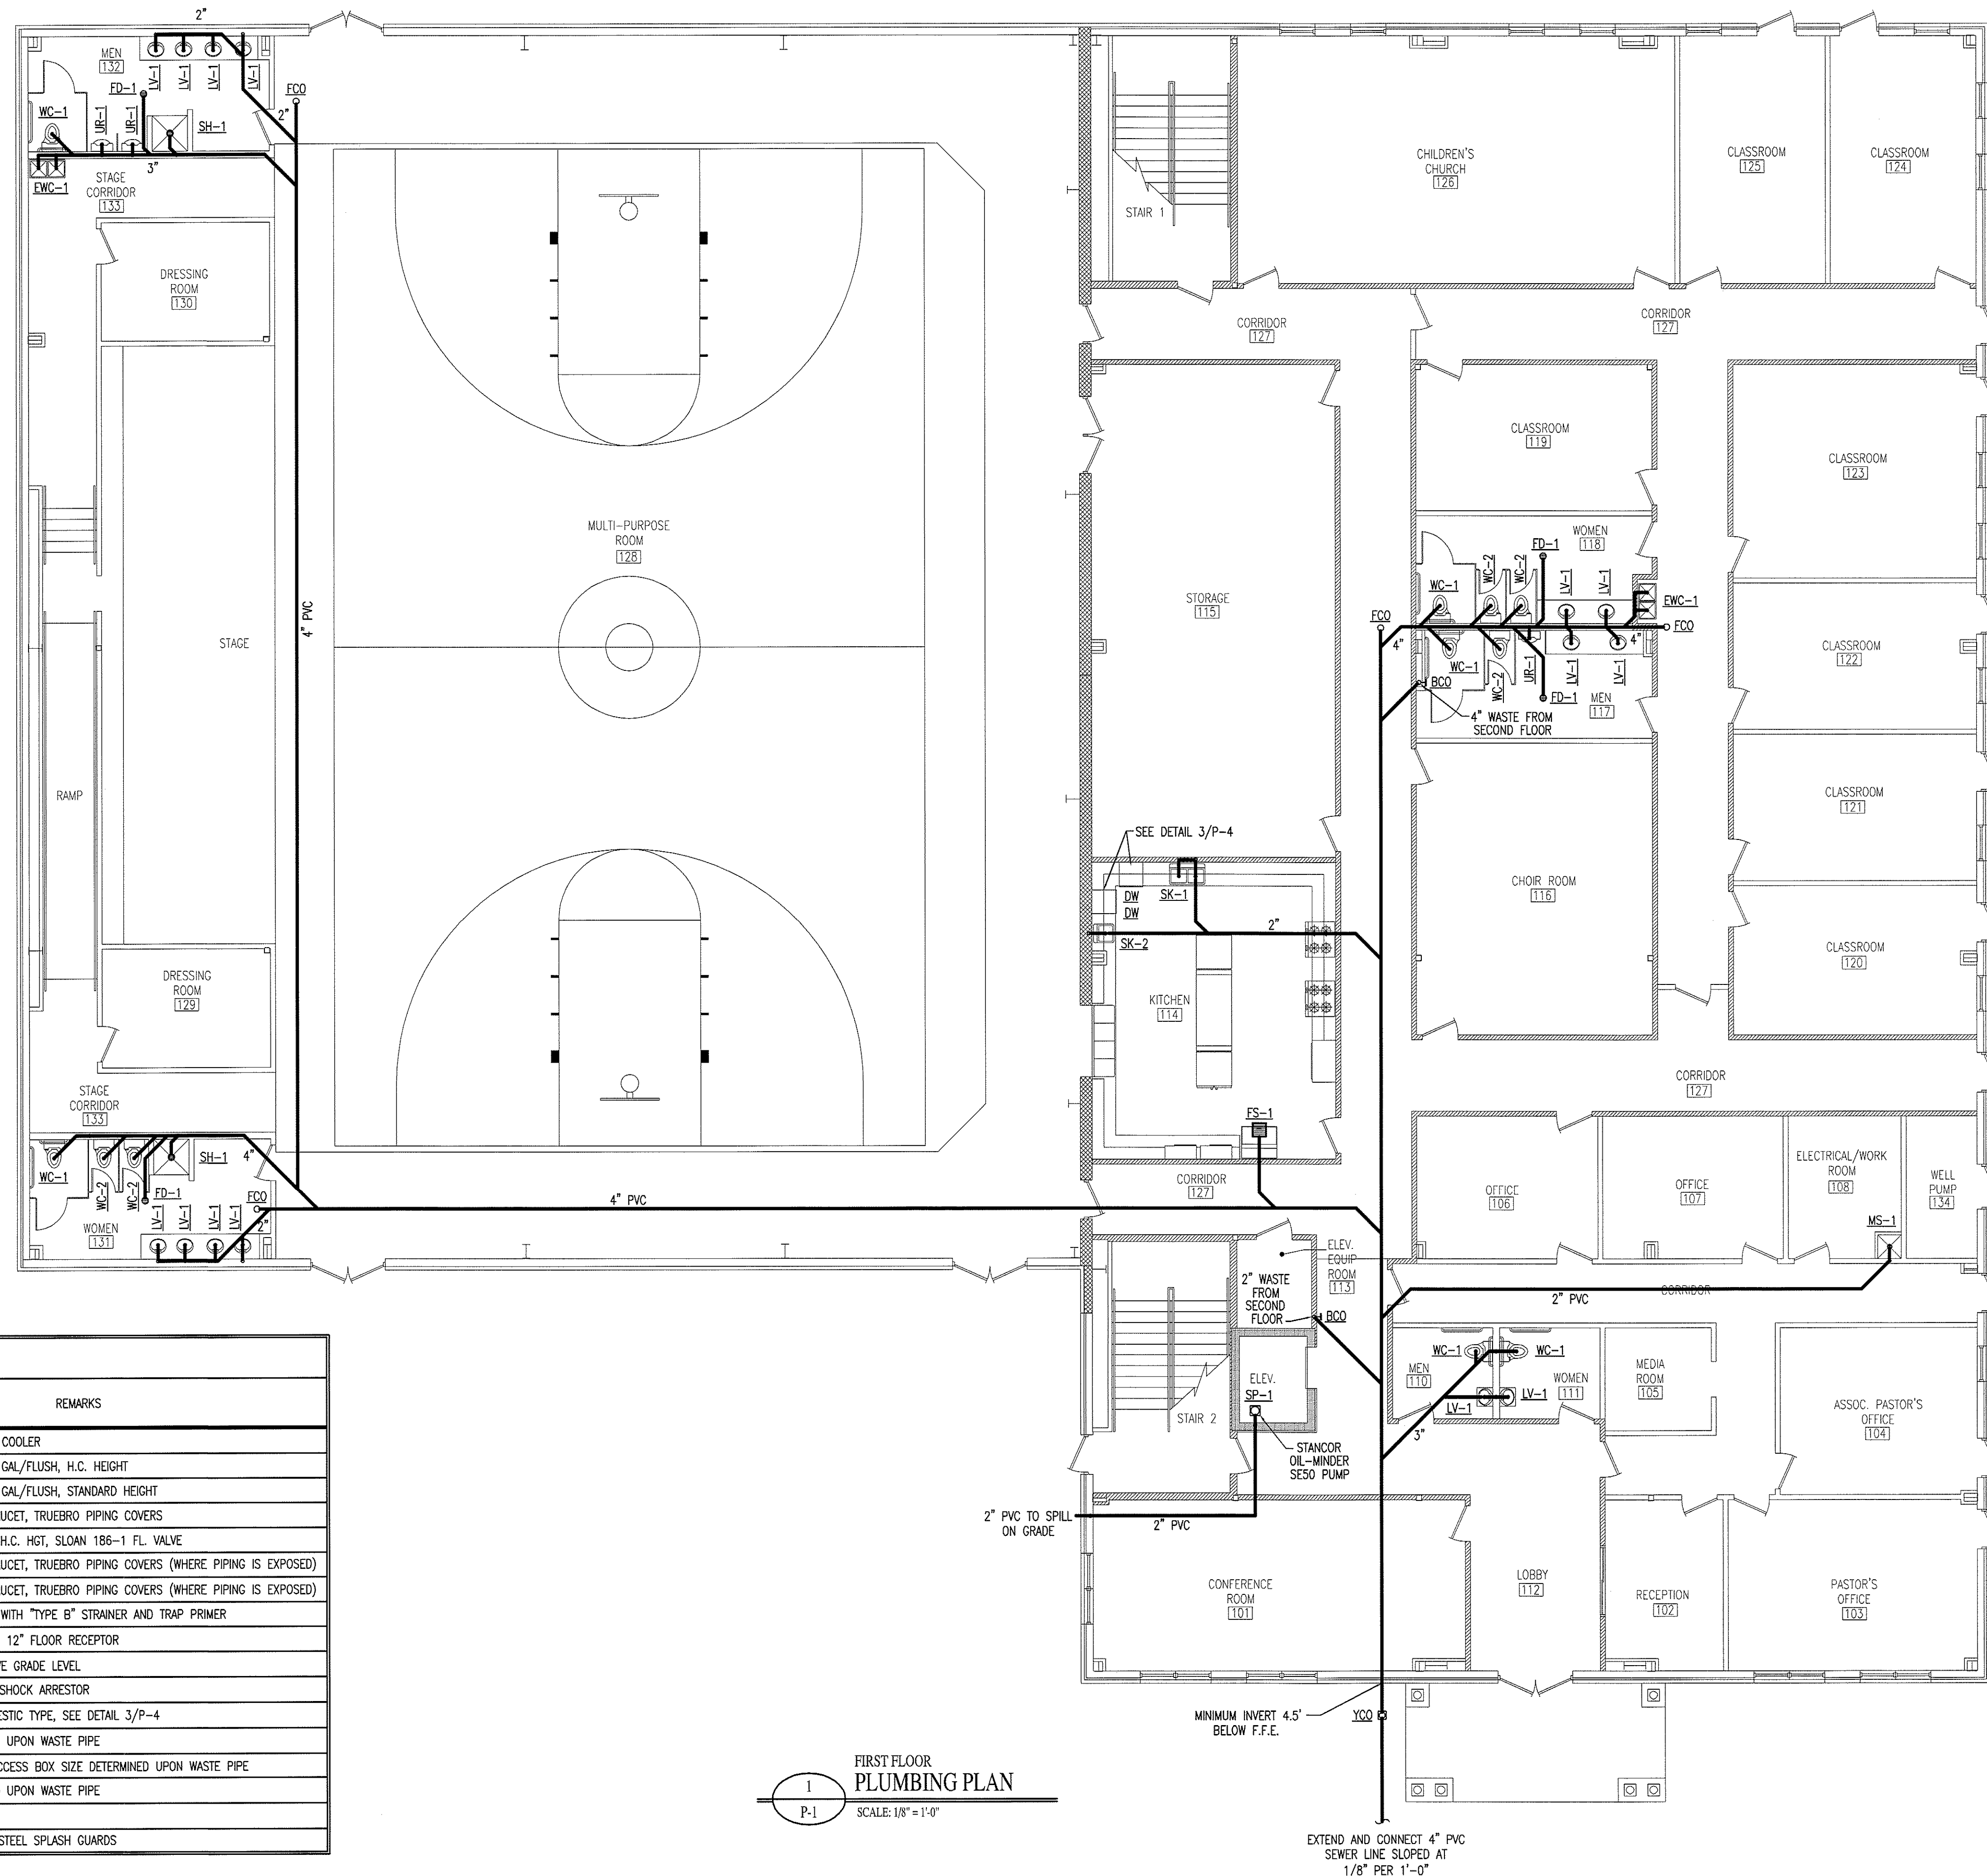 2"
MEN
132
LV-1
LV-1
LV-1
LV-1
FD-1
FCO
2"
WC-1
UR-1
UR-1
SH-1
3"
EWC-1
STAGE
CORRIDOR
133
DRESSING
ROOM
130
4" PVC
STAGE
RAMP
MULTI-PURPOSE
ROOM
128
DRESSING
ROOM
129
STAGE
CORRIDOR
133
WC-1
WC-2
WC-2
SH-1
4"
FD-1
FCO
LV-1
LV-1
LV-1
LV-1
2"
WOMEN
131
4" PVC
STAIR 1
CHILDREN'S
CHURCH
126
CLASSROOM
125
CLASSROOM
124
CORRIDOR
127
CORRIDOR
127
CLASSROOM
119
CLASSROOM
123
STORAGE
115
WOMEN
118
FD-1
WC-1
WC-2
WC-2
LV-1
LV-1
EWC-1
FCO
FCO
4"
4"
WC-1
WC-2
UR-1
LV-1
LV-1
BCO
FD-1
MEN
117
4" WASTE FROM
SECOND FLOOR
CLASSROOM
122
CLASSROOM
121
SEE DETAIL 3/P-4
DW
DW
SK-1
SK-2
2"
CHOIR ROOM
116
CLASSROOM
120
KITCHEN
114
FS-1
CORRIDOR
127
CORRIDOR
127
OFFICE
106
OFFICE
107
ELECTRICAL/WORK
ROOM
108
WELL
PUMP
134
MS-1
ELEV.
EQUIP
ROOM
113
2" WASTE
FROM
SECOND
FLOOR
BCO
2" PVC
CORRIDOR
WC-1
WC-1
MEN
110
WOMEN
111
LV-1
LV-1
3"
MEDIA
ROOM
105
ASSOC. PASTOR'S
OFFICE
104
ELEV.
SP-1
STAIR 2
STANCOR
OIL-MINDER
SE50 PUMP
2" PVC TO SPILL
ON GRADE
2" PVC
CONFERENCE
ROOM
101
LOBBY
112
RECEPTION
102
PASTOR'S
OFFICE
103
MINIMUM INVERT 4.5'
BELOW F.F.E.
YCO
EXTEND AND CONNECT 4" PVC
SEWER LINE SLOPED AT
1/8" PER 1'-0"
REMARKS
COOLER
GAL/FLUSH, H.C. HEIGHT
GAL/FLUSH, STANDARD HEIGHT
UCET, TRUEBRO PIPING COVERS
H.C. HGT, SLOAN 186-1 FL. VALVE
UCET, TRUEBRO PIPING COVERS (WHERE PIPING IS EXPOSED)
UCET, TRUEBRO PIPING COVERS (WHERE PIPING IS EXPOSED)
WITH "TYPE B" STRAINER AND TRAP PRIMER
12" FLOOR RECEPTOR
E GRADE LEVEL
SHOCK ARRESTOR
ESTIC TYPE, SEE DETAIL 3/P-4
UPON WASTE PIPE
CCESS BOX SIZE DETERMINED UPON WASTE PIPE
UPON WASTE PIPE
STEEL SPLASH GUARDS
1
P-1
FIRST FLOOR
PLUMBING PLAN
SCALE: 1/8" = 1'-0"